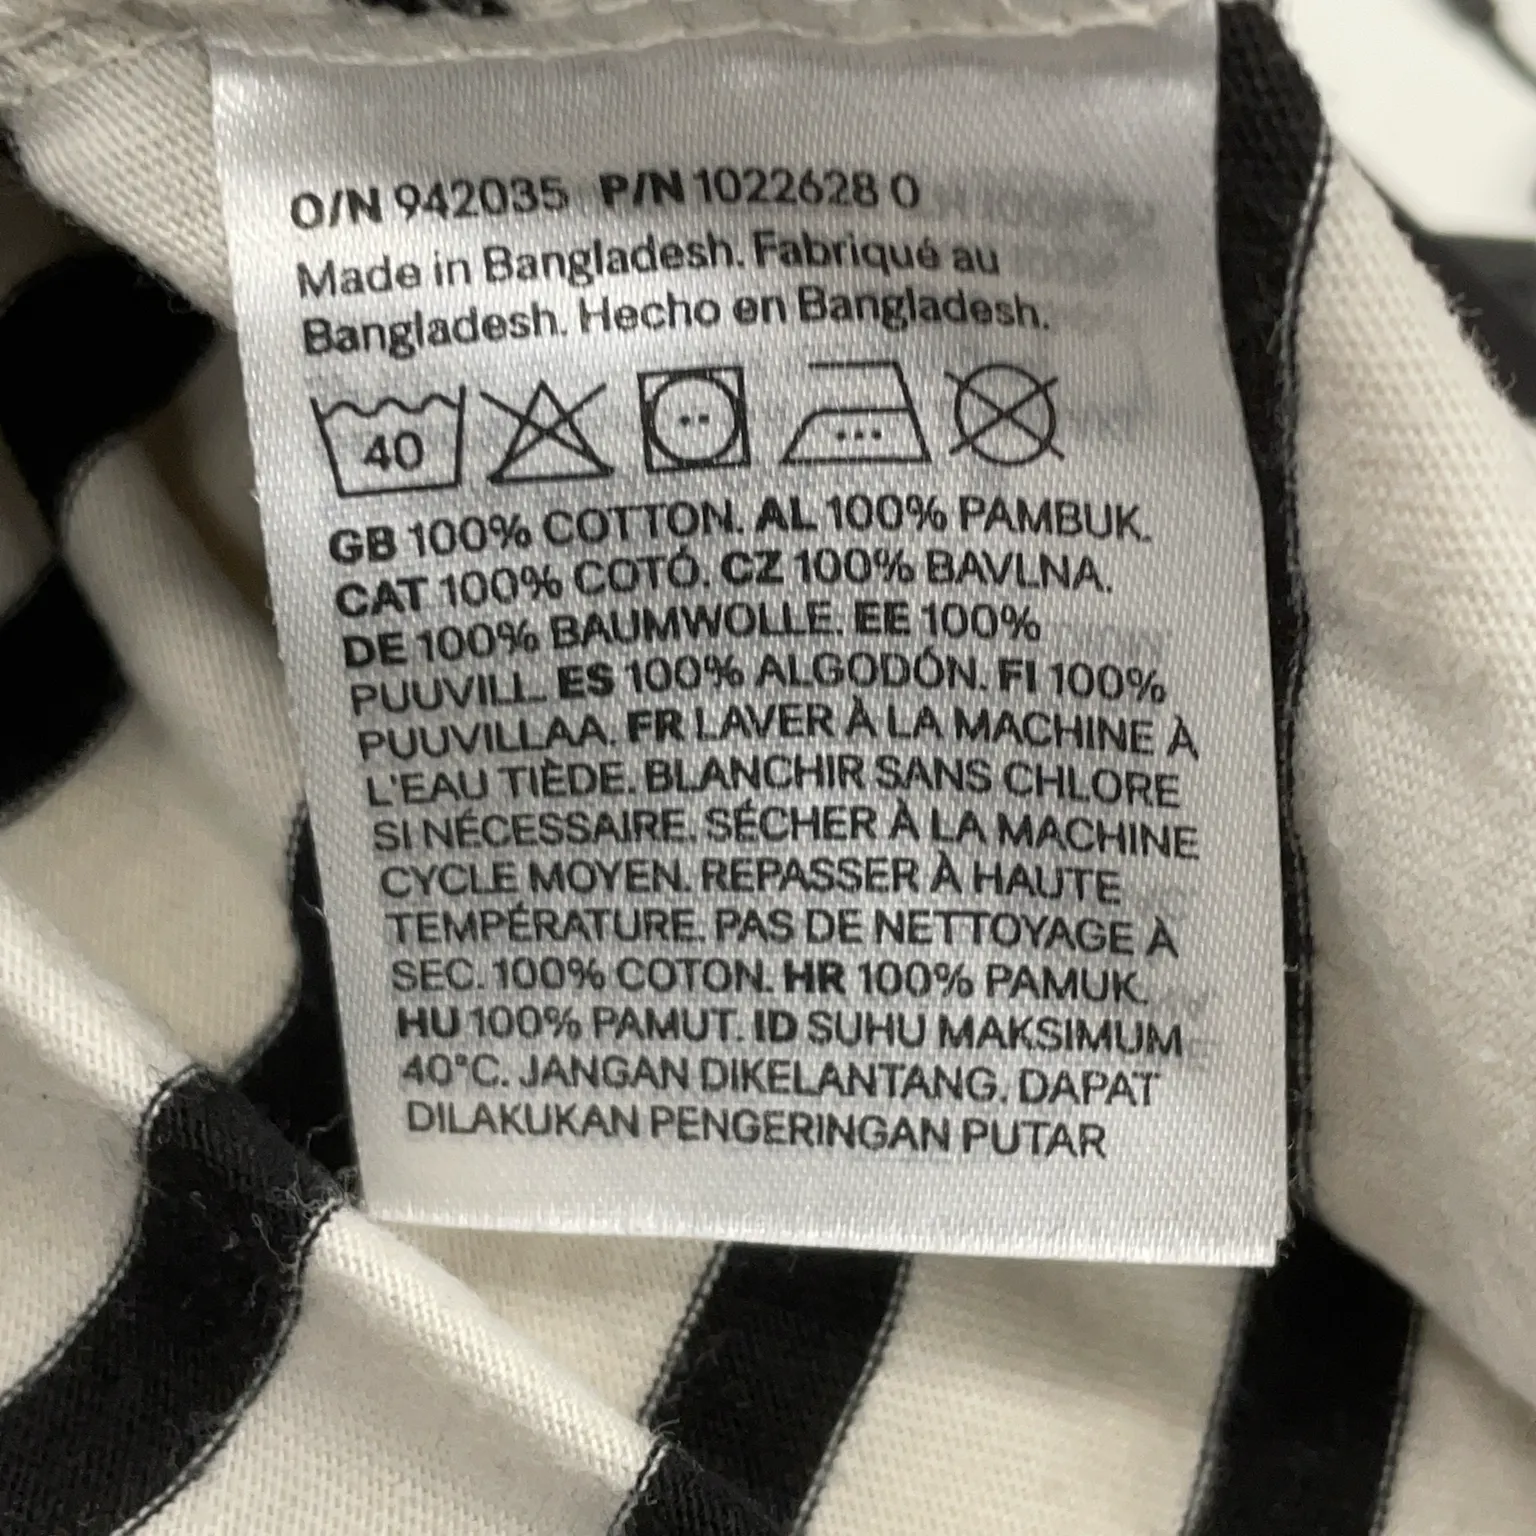 O/N 942035 P/N 1022628 0
Made in Bangladesh. Fabriqué au
Bangladesh. Hecho en Bangladesh.
40
GB 100% COTTON. AL 100% PAMBUK.
CAT 100% COTÓ. CZ 100% BAVLNA.
DE 100% BAUMWOLLE. EE 100%
PUUVILL. ES 100% ALGODÓN. FI 100%
PUUVILLAA. FR LAVER À LA MACHINE À
L'EAU TIÈDE. BLANCHIR SANS CHLORE
SI NÉCESSAIRE. SÉCHER À LA MACHINE
CYCLE MOYEN. REPASSER À HAUTE
TEMPÉRATURE. PAS DE NETTOYAGE À
SEC. 100% COTON. HR 100% PAMUK.
HU 100% PAMUT. ID SUHU MAKSIMUM
40°C. JANGAN DIKELANTANG. DAPAT
DILAKUKAN PENGERINGAN PUTAR